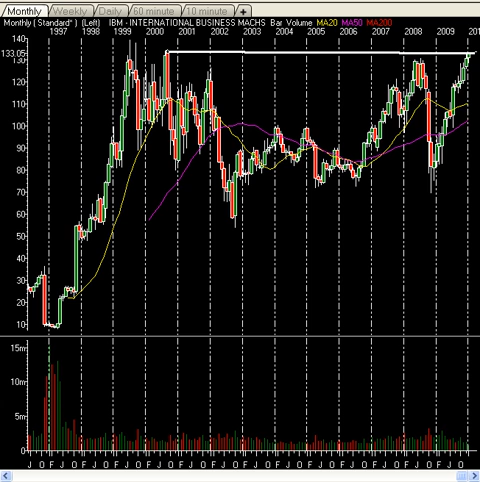 Monthly Weekly Daily 60 minute 10 minute +
Monthly (Standard*) (Left) IBM - INTERNATIONAL BUSINESS MACHS Bar Volume MA20 MA50 MA200
1997 1998 1999 2000 2001 2002 2003 2004 2005 2006 2007 2008 2009
140
133.05
130
120
110
100
90
80
70
60
50
40
30
20
10
15m
10m
5m
0
J O F J O F J O F J O F J O F J O F J O F J O F J O F J O F J O F J O F J O F J O